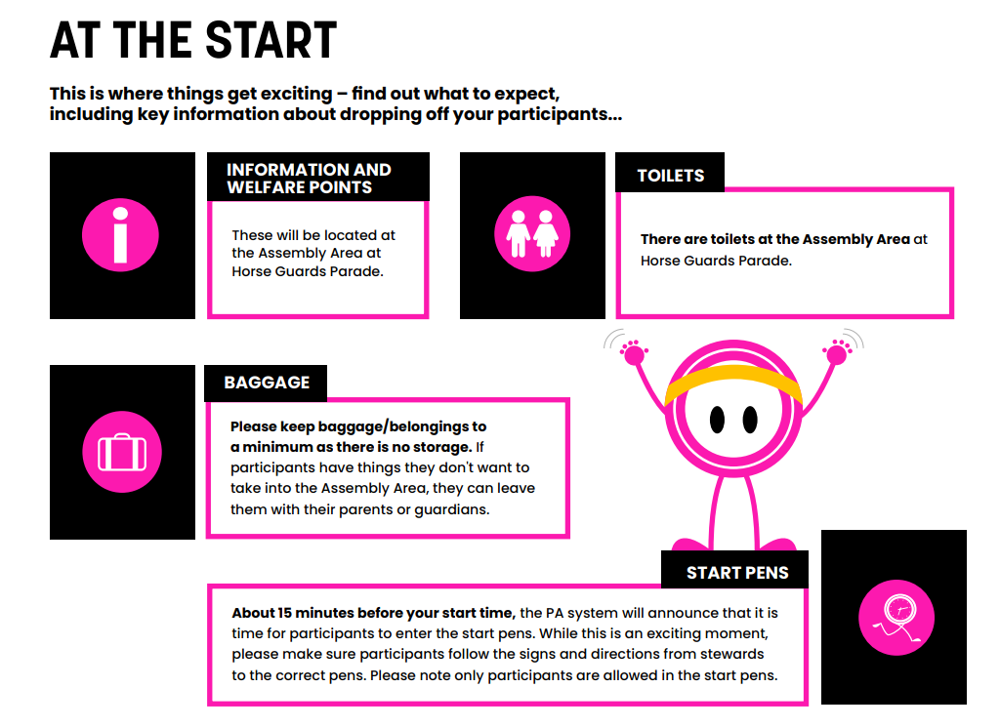 AT THE START
This is where things get exciting – find out what to expect,
including key information about dropping off your participants...
INFORMATION AND
WELFARE POINTS
These will be located at
the Assembly Area at
Horse Guards Parade.
TOILETS
There are toilets at the Assembly Area at
Horse Guards Parade.
BAGGAGE
Please keep baggage/belongings to
a minimum as there is no storage. If
participants have things they don't want to
take into the Assembly Area, they can leave
them with their parents or guardians.
START PENS
About 15 minutes before your start time, the PA system will announce that it is
time for participants to enter the start pens. While this is an exciting moment,
please make sure participants follow the signs and directions from stewards
to the correct pens. Please note only participants are allowed in the start pens.